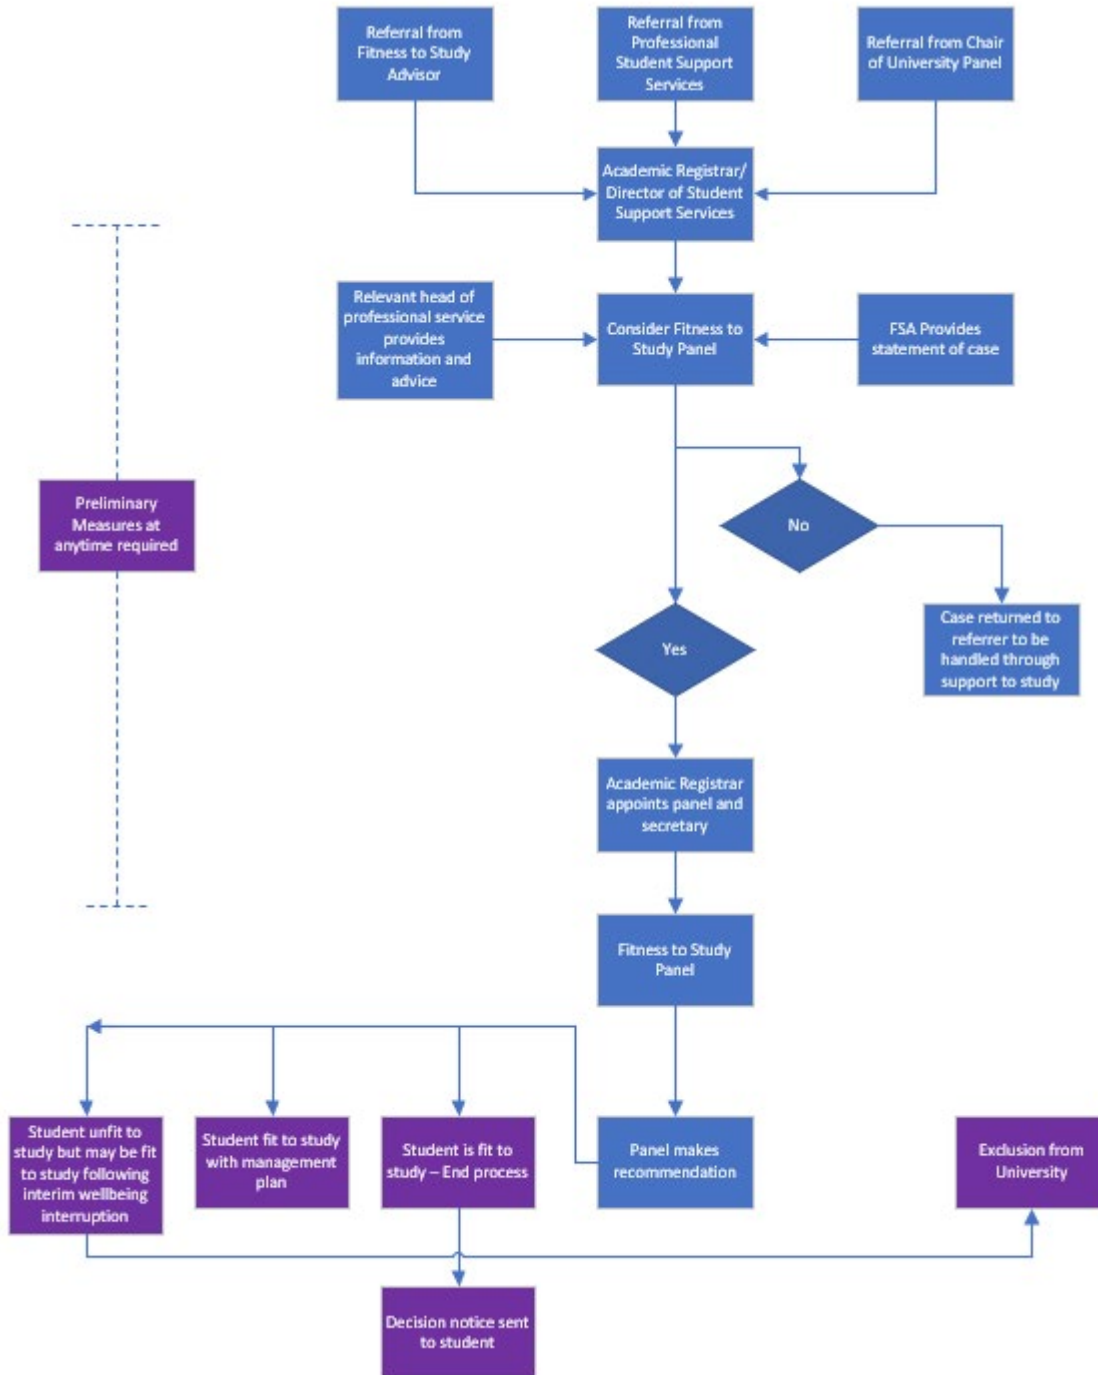 Referral from
Fitness to Study
Advisor
Referral from
Professional
Student Support
Services
Referral from Chair
of University Panel
Academic Registrar/
Director of Student
Support Services
Relevant head of
professional service
provides
information and
advice
Consider Fitness to
Study Panel
FSA Provides
statement of case
Preliminary
Measures at
anytime required
No
Yes
Case returned to
referrer to be
handled through
support to study
Academic Registrar
appoints panel and
secretary
Fitness to Study
Panel
Student unfit to
study but may be fit
to study following
interim wellbeing
interruption
Student fit to study
with management
plan
Student is fit to
study – End process
Panel makes
recommendation
Exclusion from
University
Decision notice sent
to student